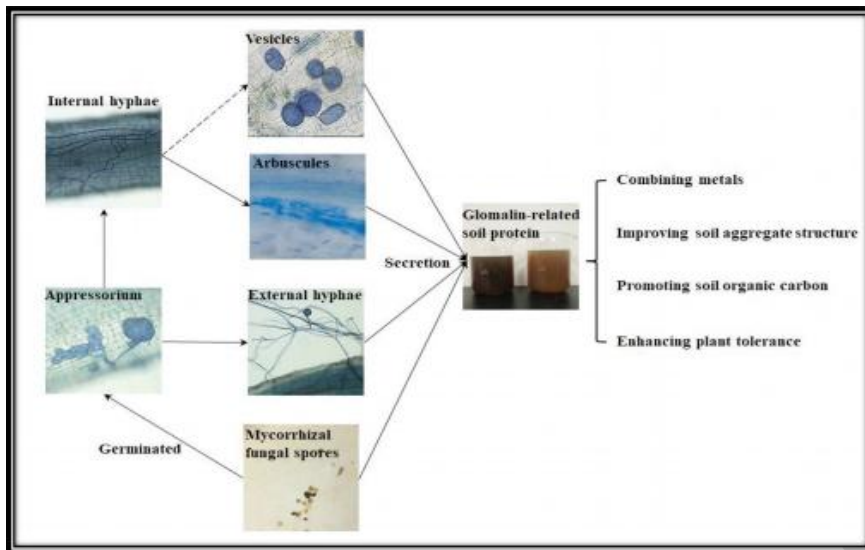 Vesicles
Internal hyphae
Arbuscules
Glomalin-related
soil protein
Combining metals
Improving soil aggregate structure
Promoting soil organic carbon
Enhancing plant tolerance
Secretion
Appressorium
External hyphae
Germinated
Mycorrhizal
fungal spores